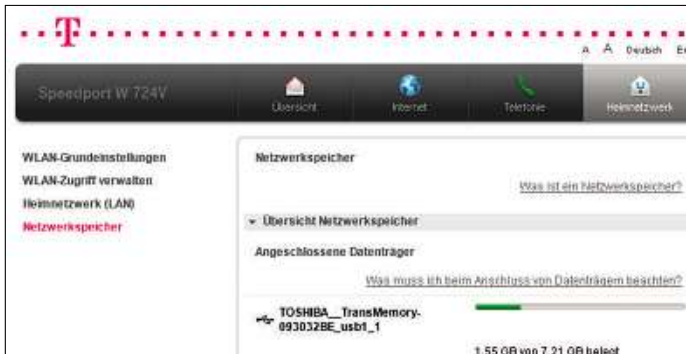 T
A A Deutsch
Speedport W 724V
Übersicht Internet Telefonie Heimnetzwerk
WLAN-Grundeinstellungen
WLAN-Zugriff verwalten
Heimnetzwerk (LAN)
Netzwerkspeicher
Netzwerkspeicher
Was ist ein Netzwerkspeicher?
Übersicht Netzwerkspeicher
Angeschlossene Datenträger
Was muss ich beim Anschluss von Datenträgern beachten?
TOSHIBA__TransMemory-
093032BE_usb1_1
1.55 GB von 7.21 GB belegt